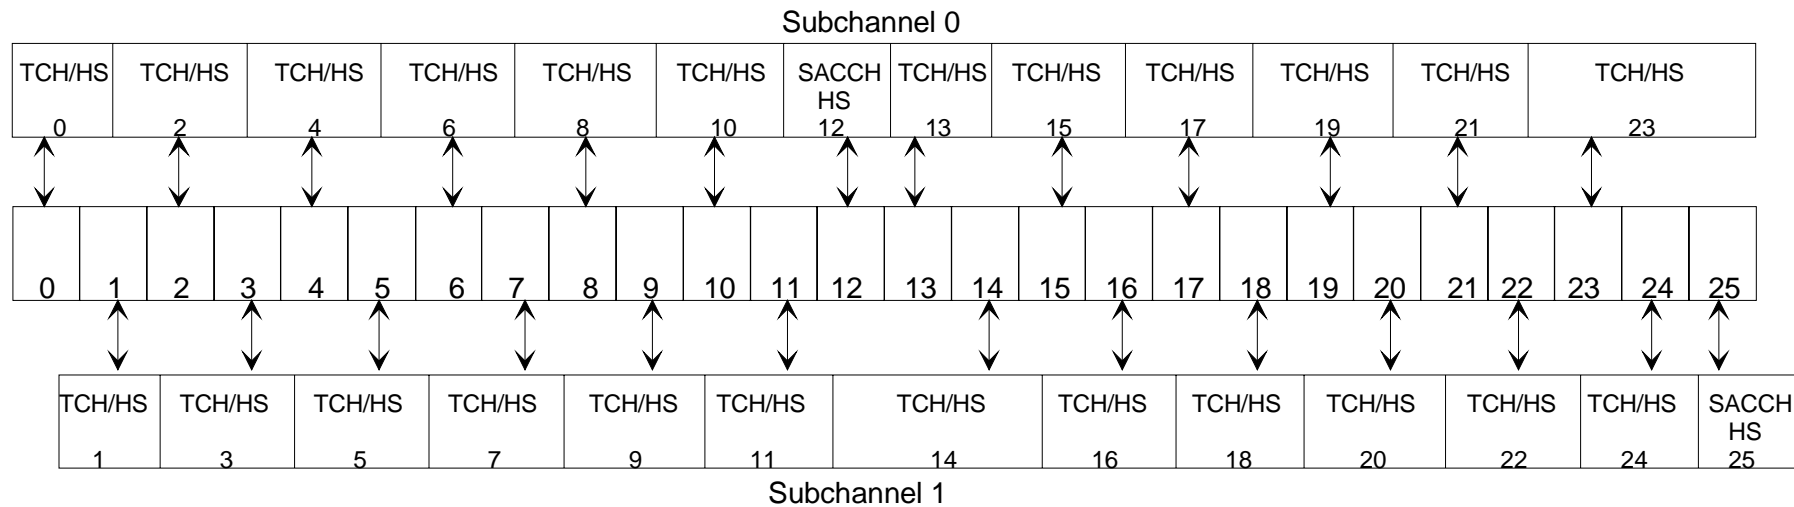 Subchannel 0
TCH/HS TCH/HS TCH/HS TCH/HS TCH/HS TCH/HS SACCH TCH/HS TCH/HS TCH/HS TCH/HS TCH/HS TCH/HS
HS
0 2 4 6 8 10 12 13 15 17 19 21 23
0 1 2 3 4 5 6 7 8 9 10 11 12 13 14 15 16 17 18 19 20 21 22 23 24 25
TCH/HS TCH/HS TCH/HS TCH/HS TCH/HS TCH/HS TCH/HS TCH/HS TCH/HS TCH/HS TCH/HS TCH/HS SACCH
HS
1 3 5 7 9 11 14 16 18 20 22 24 25
Subchannel 1